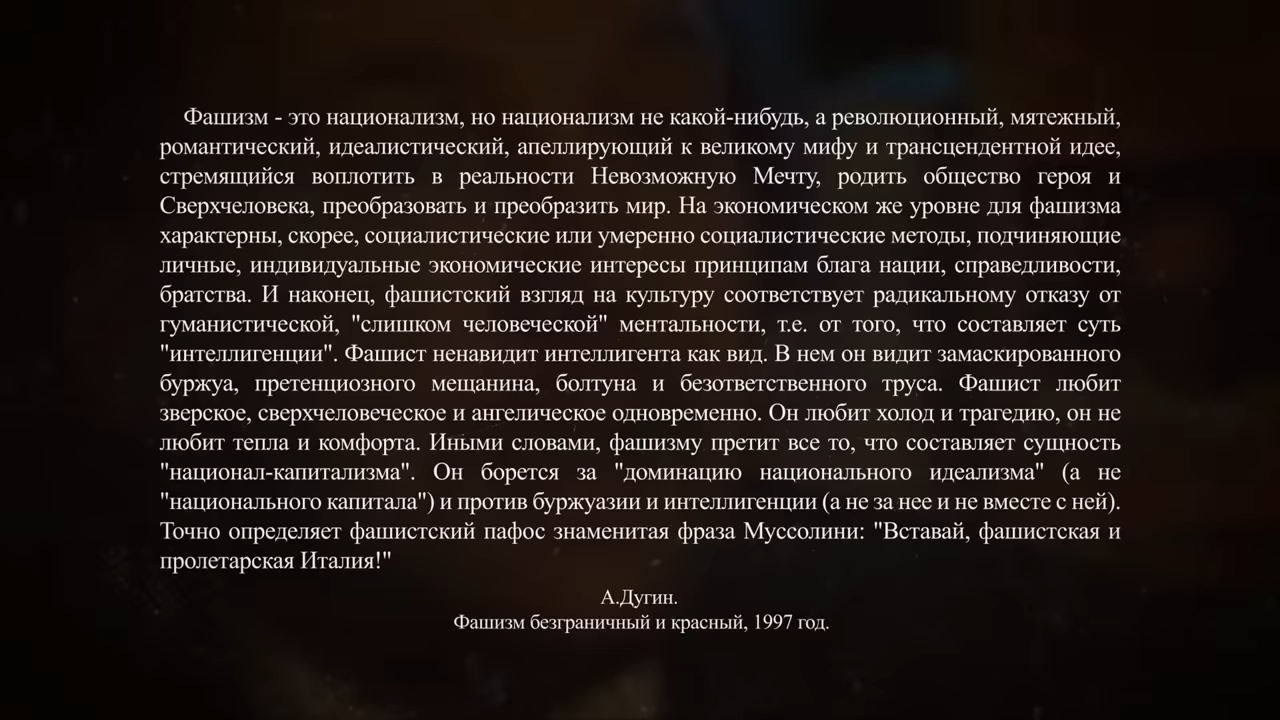 Фашизм - это национализм, но национализм не какой-нибудь, а революционный, мятежный,
романтический, идеалистический, апеллирующий к великому мифу и трансцендентной идее,
стремящийся воплотить в реальности Невозможную Мечту, родить общество героя и
Сверхчеловека, преобразовать и преобразить мир. На экономическом же уровне для фашизма
характерны, скорее, социалистические или умеренно социалистические методы, подчиняющие
личные, индивидуальные экономические интересы принципам блага нации, справедливости,
братства. И наконец, фашистский взгляд на культуру соответствует радикальному отказу от
гуманистической, "слишком человеческой" ментальности, т.е. от того, что составляет суть
"интеллигенции". Фашист ненавидит интеллигента как вид. В нем он видит замаскированного
буржуа, претенциозного мещанина, болтуна и безответственного труса. Фашист любит
зверское, сверхчеловеческое и ангелическое одновременно. Он любит холод и трагедию, он не
любит тепла и комфорта. Иными словами, фашизму претит все то, что составляет сущность
"национал-капитализма". Он борется за "доминацию национального идеализма" (а не
"национального капитала") и против буржуазии и интеллигенции (а не за нее и не вместе с ней).
Точно определяет фашистский пафос знаменитая фраза Муссолини: "Вставай, фашистская и
пролетарская Италия!"
А.Дугин.
Фашизм безграничный и красный, 1997 год.